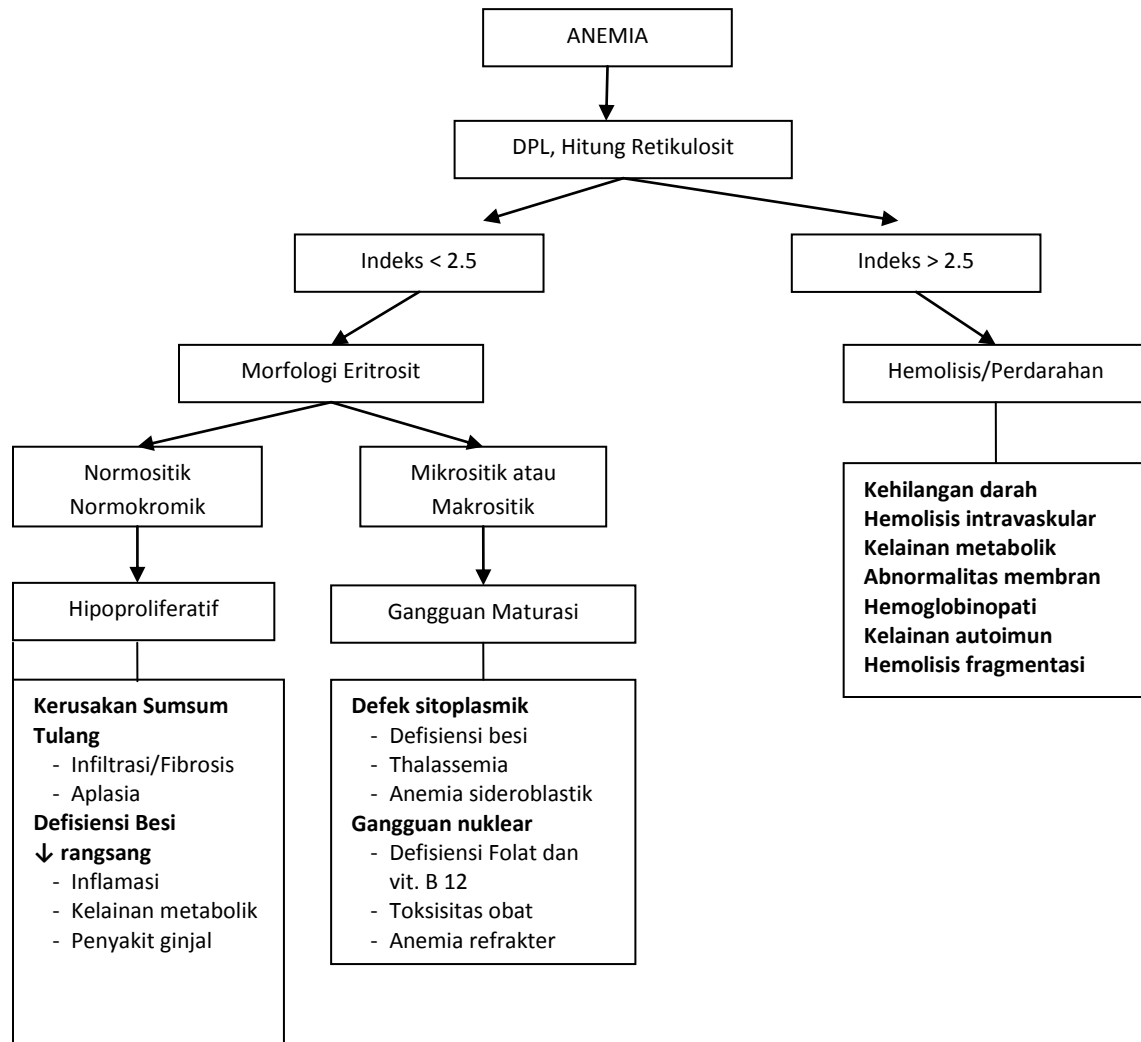 ANEMIA
DPL, Hitung Retikulosit
Indeks < 2.5
Indeks > 2.5
Morfologi Eritrosit
Hemolisis/Perdarahan
Normositik
Normokromik
Mikrositik atau
Makrositik
Kehilangan darah
Hemolisis intravaskular
Kelainan metabolik
Abnormalitas membran
Hemoglobinopati
Kelainan autoimun
Hemolisis fragmentasi
Hipoproliferatif
Gangguan Maturasi
Kerusakan Sumsum
Tulang
- Infiltrasi/Fibrosis
- Aplasia
Defisiensi Besi
↓ rangsang
- Inflamasi
- Kelainan metabolik
- Penyakit ginjal
Defek sitoplasmik
- Defisiensi besi
- Thalassemia
- Anemia sideroblastik
Gangguan nuklear
- Defisiensi Folat dan
vit. B 12
- Toksisitas obat
- Anemia refrakter